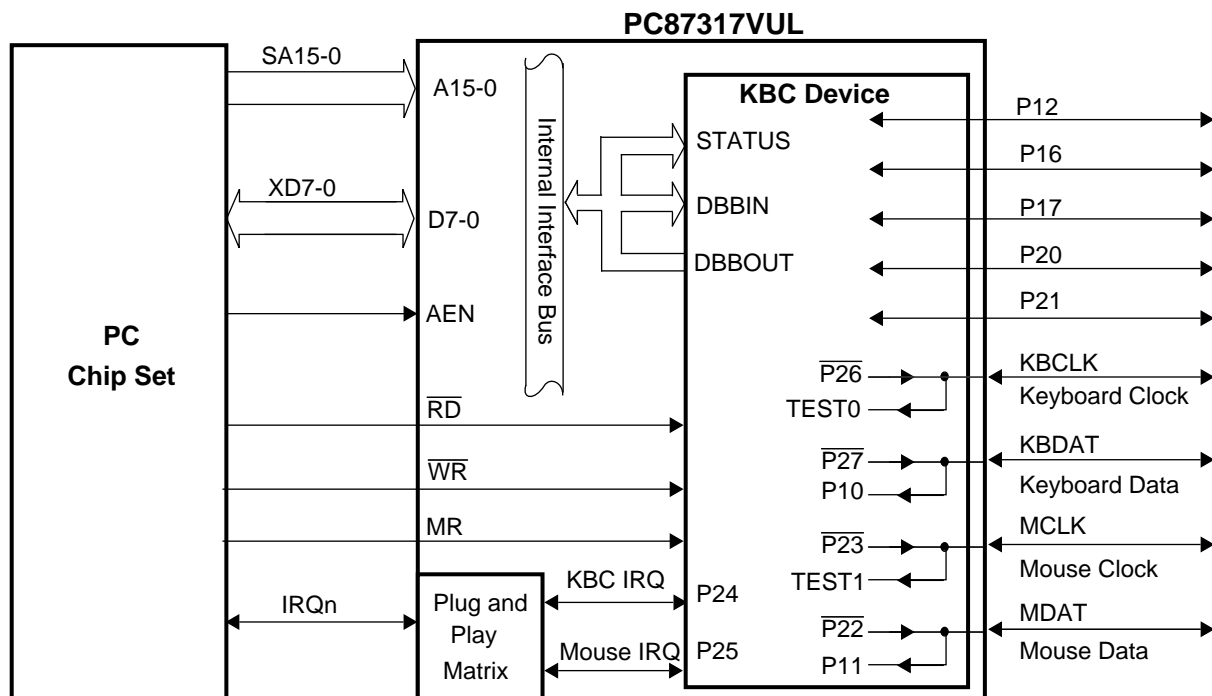 PC87317VUL
SA15-0
A15-0
KBC Device
P12
STATUS
P16
XD7-0
D7-0
Internal Interface Bus
DBBIN
P17
DBBOUT
P20
AEN
P21
PC
Chip Set
P26
KBCLK
TEST0
Keyboard Clock
RD
P27
KBDAT
WR
P10
Keyboard Data
MR
P23
MCLK
TEST1
Mouse Clock
KBC IRQ
P24
IRQn
Plug and
Play
Matrix
P22
MDAT
Mouse IRQ
P25
P11
Mouse Data